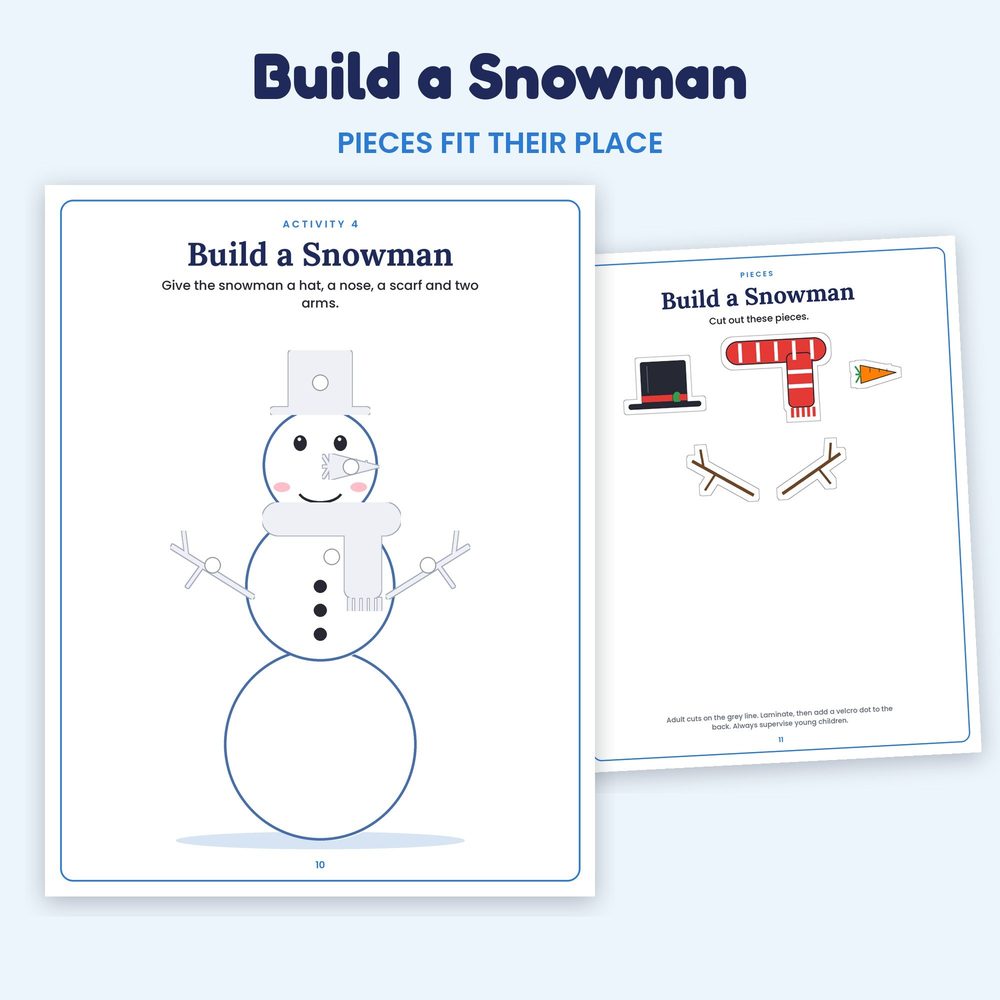 Build a Snowman
PIECES FIT THEIR PLACE
ACTIVITY 4
Build a Snowman
Give the snowman a hat, a nose, a scarf and two
arms.
10
PIECES
Build a Snowman
Cut out these pieces.
Adult cuts on the grey line. Laminate, then add a velcro dot to the
back. Always supervise young children.
11